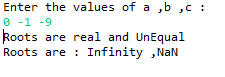 Enter the values of a ,b ,c :
0 -1 -9
Roots are real and UnEqual
Roots are : Infinity ,NaN